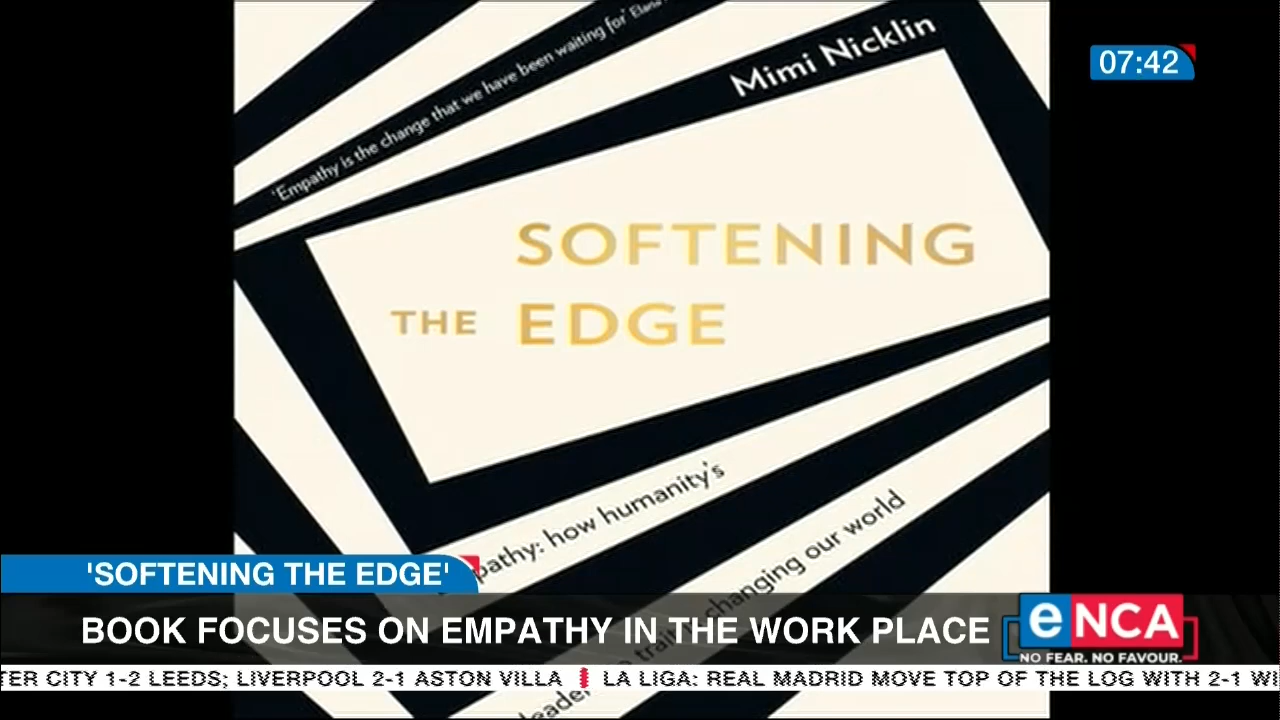 'Empathy is the change that we have been waiting for'
Mimi Nicklin
07:42
SOFTENING
THE EDGE
how humanity's
changing our world
'SOFTENING THE EDGE'
BOOK FOCUSES ON EMPATHY IN THE WORK PLACE
eNCA
NO FEAR. NO FAVOUR.
TER CITY 1-2 LEEDS; LIVERPOOL 2-1 ASTON VILLA LA LIGA: REAL MADRID MOVE TOP OF THE LOG WITH 2-1 WI